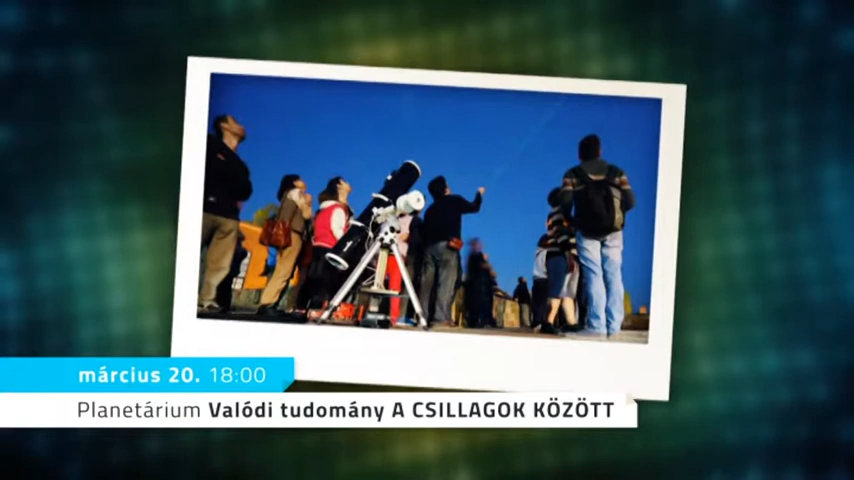 március 20. 18:00
Planetárium Valódi tudomány A CSILLAGOK KÖZÖTT